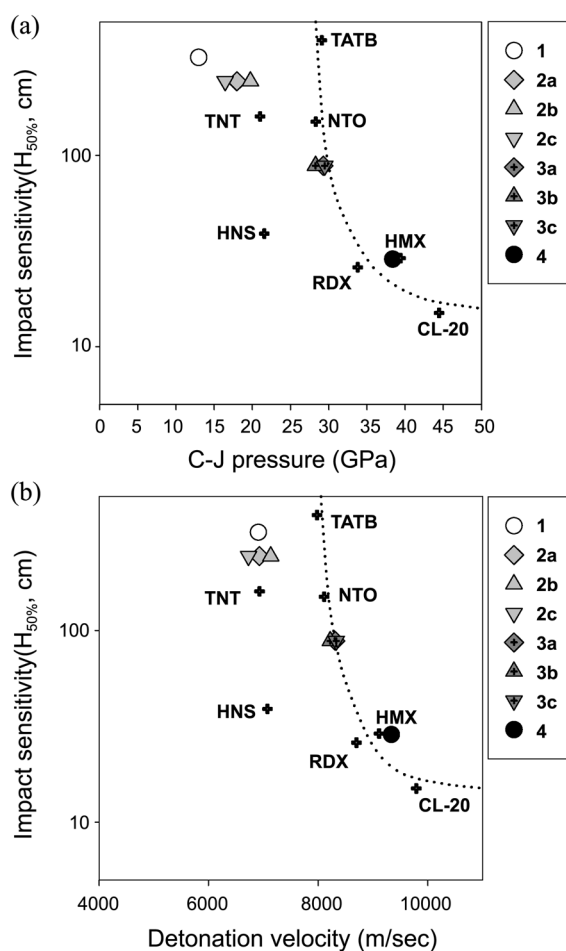 (a)
Impact sensitivity(H50%, cm)
100
10
TATB
TNT
NTO
HNS
HMX
RDX
CL-20
0 5 10 15 20 25 30 35 40 45 50
C-J pressure (GPa)
1
2a
2b
2c
3a
3b
3c
4
(b)
Impact sensitivity(H50%, cm)
100
10
TATB
TNT
NTO
HNS
HMX
RDX
CL-20
4000 6000 8000 10000
Detonation velocity (m/sec)
1
2a
2b
2c
3a
3b
3c
4